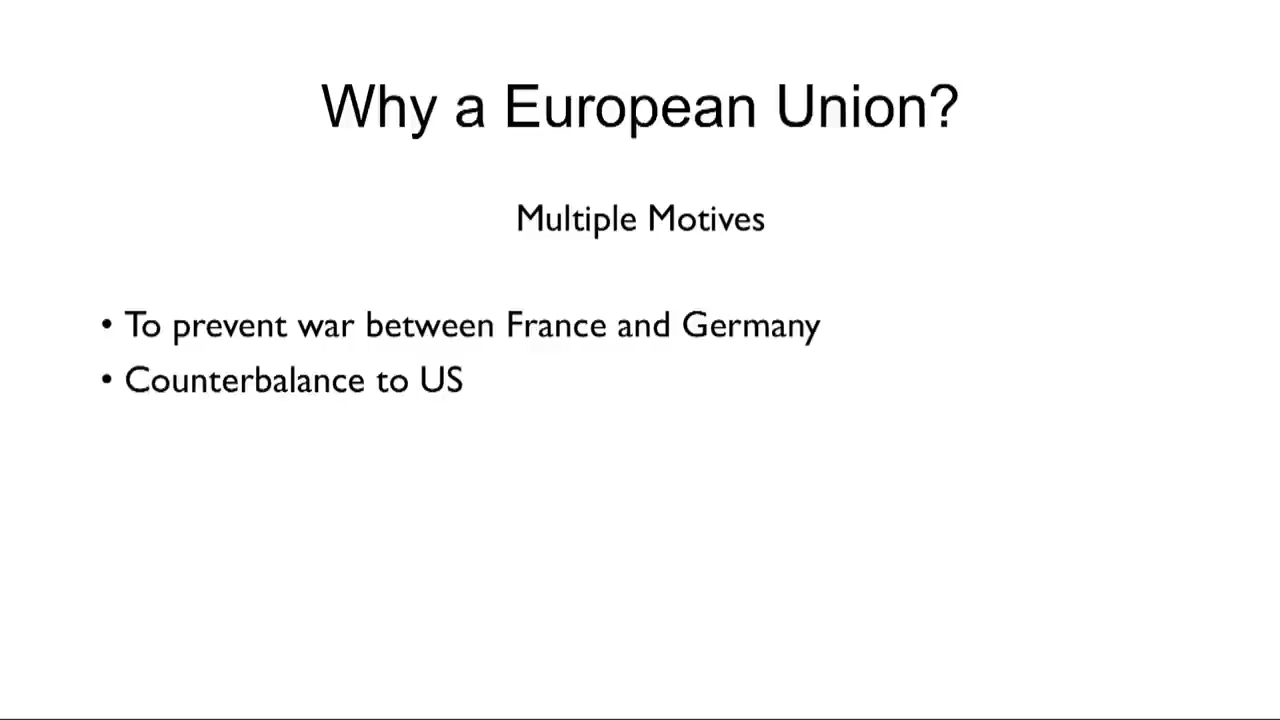 Why a European Union?
Multiple Motives
• To prevent war between France and Germany
• Counterbalance to US